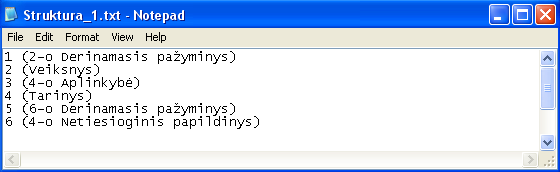 Struktura_1.txt - Notepad
File Edit Format View Help
1 (2-o Derinamasis pažyminys)
2 (Veiksnys)
3 (4-o Aplinkybė)
4 (Tarinys)
5 (6-o Derinamasis pažyminys)
6 (4-o Netiesioginis papildinys)